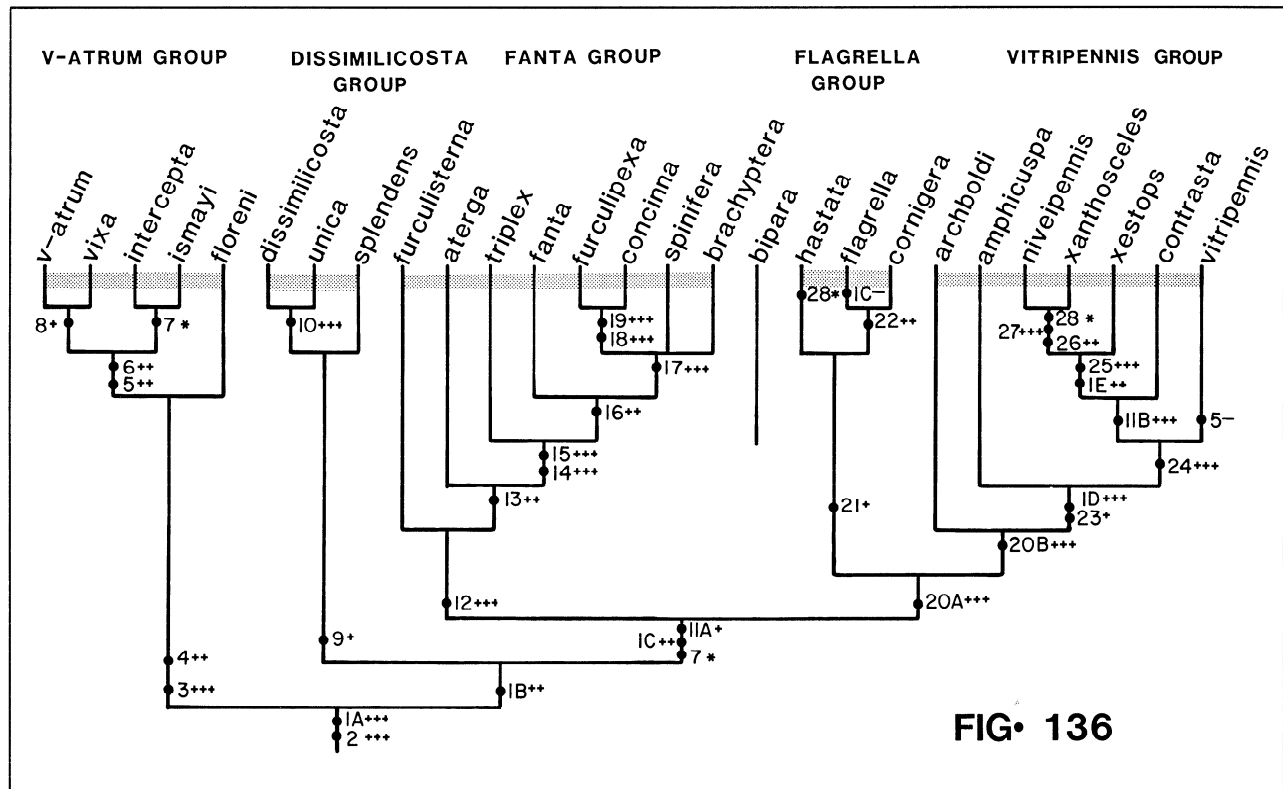 V-ATRUM GROUP
DISSIMILICOSTA GROUP
FANTA GROUP
FLAGRELLA GROUP
VITRIPENNIS GROUP
v-atrum
vixa
intercepta
ismayi
floreni
dissimilicosta
unica
splendens
furculisterna
aterga
triplex
fanta
furculipexa
concinna
spinifera
brachyptera
bipara
hastata
flagrella
cornigera
archboldi
amphicuspa
niveipennis
xanthosceles
xestops
contrasta
vitripennis
8+
7*
6++
5++
10+++
19+++
18+++
17+++
16++
15+++
14+++
13++
28*
1C–
22++
28*
27+++
26++
25+++
1E++
11B+++
5–
24+++
1D+++
23+
21+
20B+++
12+++
20A+++
9+
11A+
1C++
7*
4++
3+++
1B++
1A+++
2+++
FIG. 136